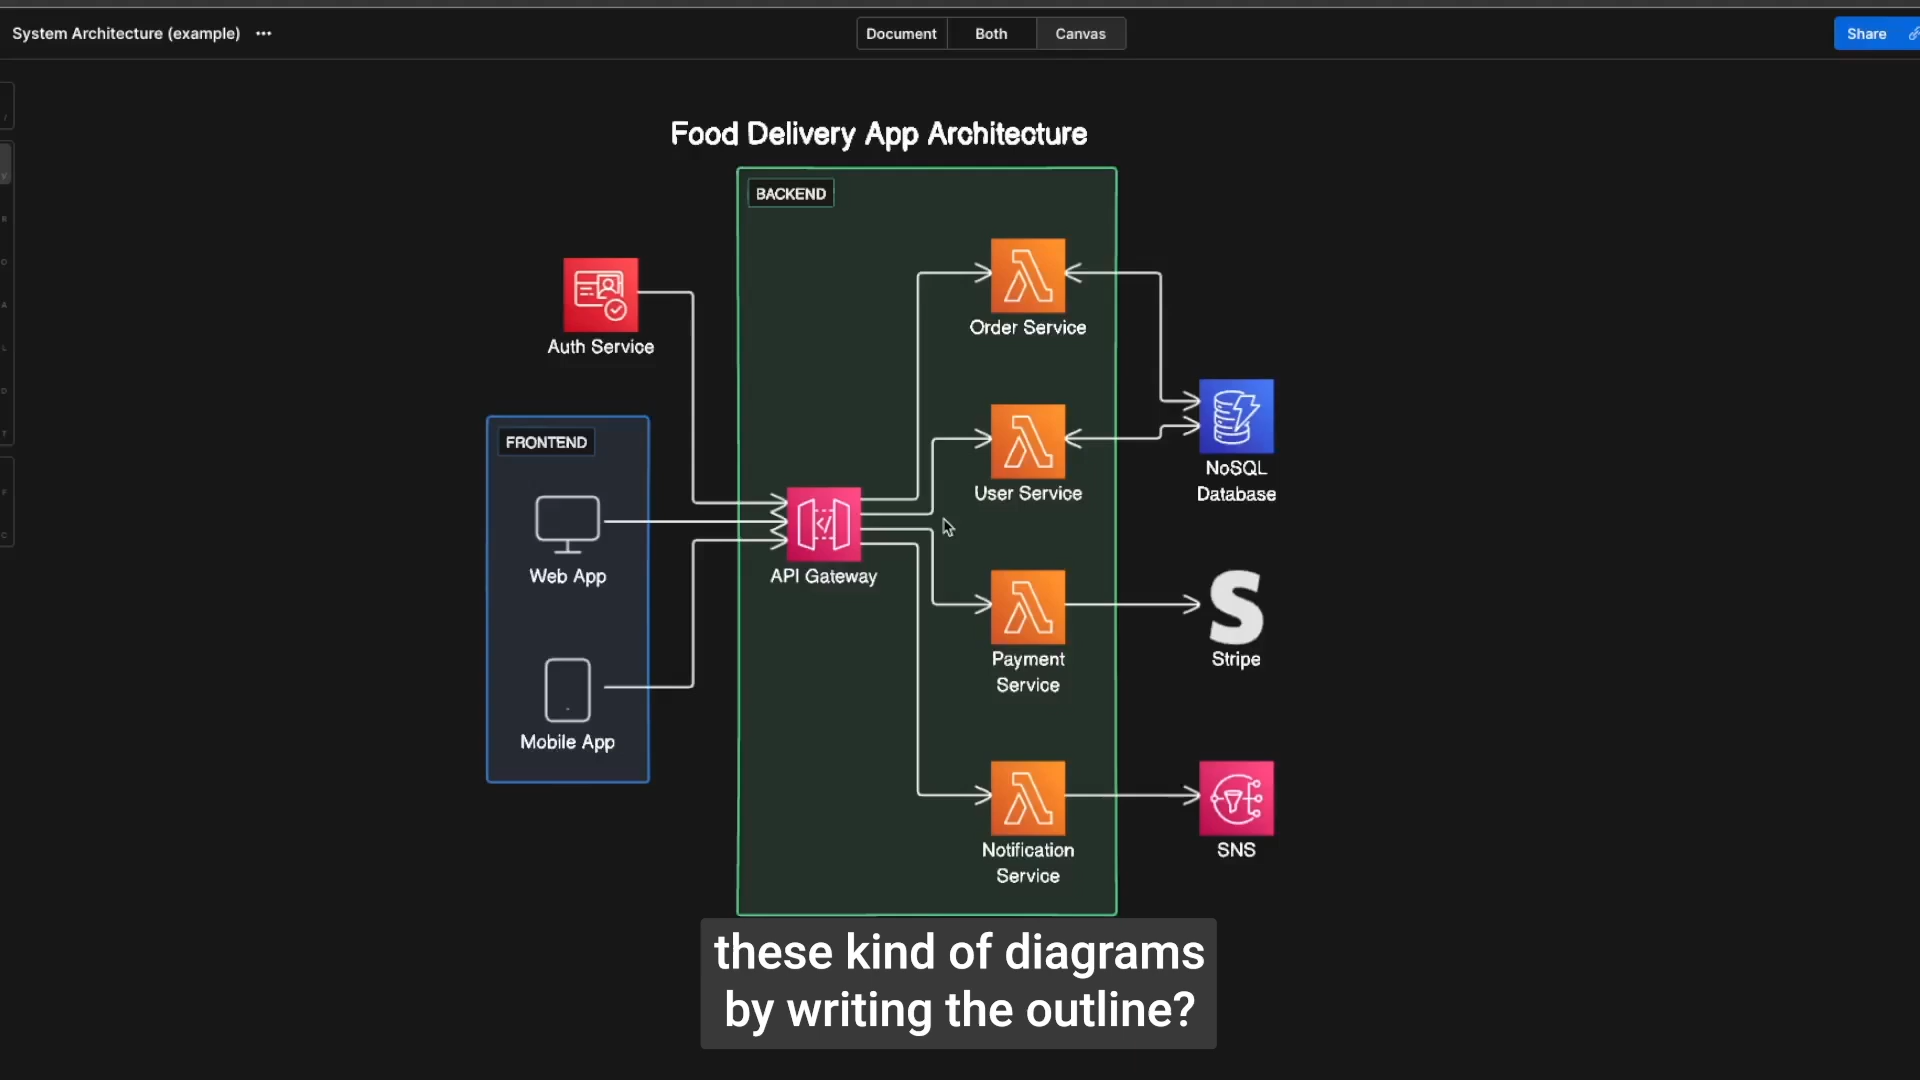 System Architecture (example) ...
Document Both Canvas
Share
Food Delivery App Architecture
BACKEND
Order Service
Auth Service
FRONTEND
User Service
NoSQL
Database
Web App
API Gateway
Payment
Service
Stripe
Mobile App
Notification
Service
SNS
these kind of diagrams
by writing the outline?